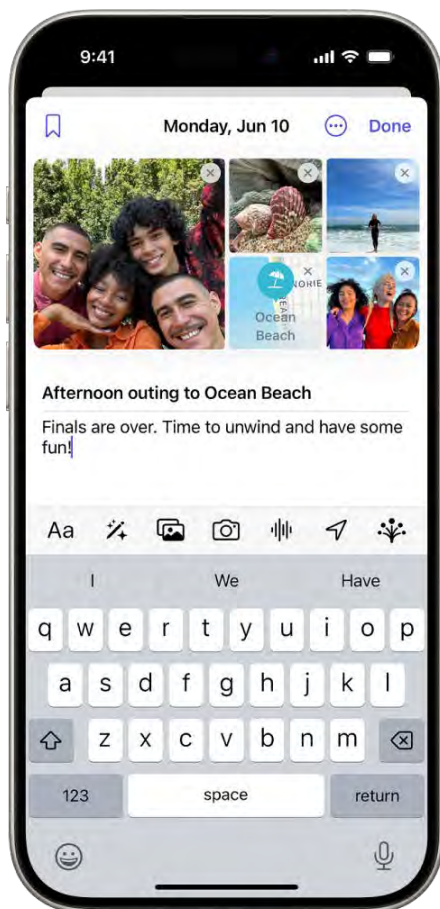 9:41
Monday, Jun 10
Done
NORIE
Ocean
Beach
Afternoon outing to Ocean Beach
Finals are over. Time to unwind and have some
fun!
Aa
I We Have
q w e r t y u i o p
a s d f g h j k l
z x c v b n m
123 space return